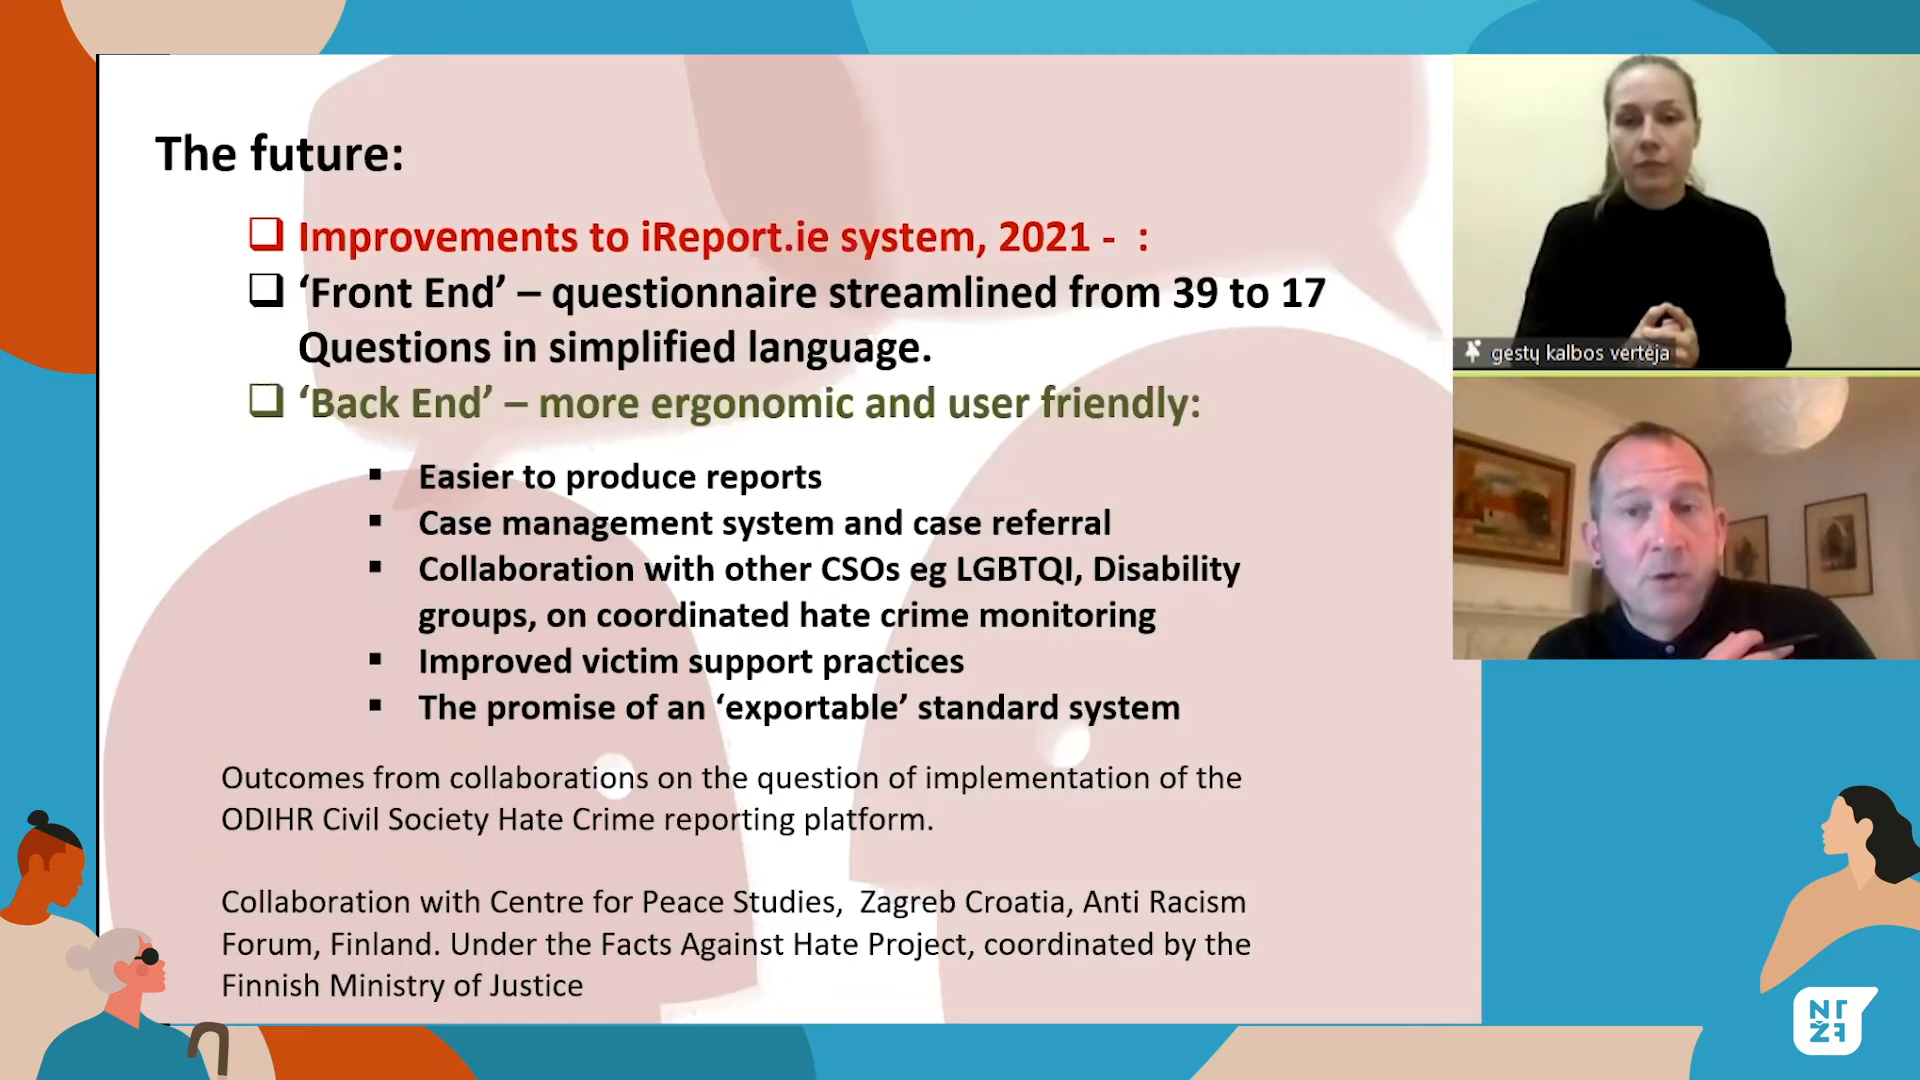 The future:
Improvements to iReport.ie system, 2021 -  :
‘Front End’ – questionnaire streamlined from 39 to 17
Questions in simplified language.
‘Back End’ – more ergonomic and user friendly:
Easier to produce reports
Case management system and case referral
Collaboration with other CSOs eg LGBTQI, Disability
groups, on coordinated hate crime monitoring
Improved victim support practices
The promise of an ‘exportable’ standard system
Outcomes from collaborations on the question of implementation of the
ODIHR Civil Society Hate Crime reporting platform.
Collaboration with Centre for Peace Studies,  Zagreb Croatia, Anti Racism
Forum, Finland. Under the Facts Against Hate Project, coordinated by the
Finnish Ministry of Justice
gestų kalbos vertėja